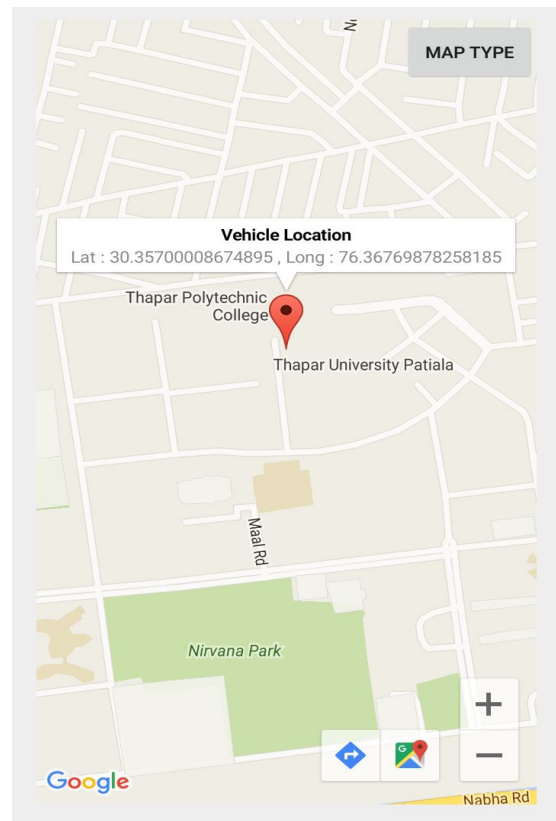 No
MAP TYPE
Vehicle Location
Lat : 30.35700008674895 , Long : 76.36769878258185
Thapar Polytechnic
College
Thapar University Patiala
Maal Rd
Nirvana Park
Google
Nabha Rd